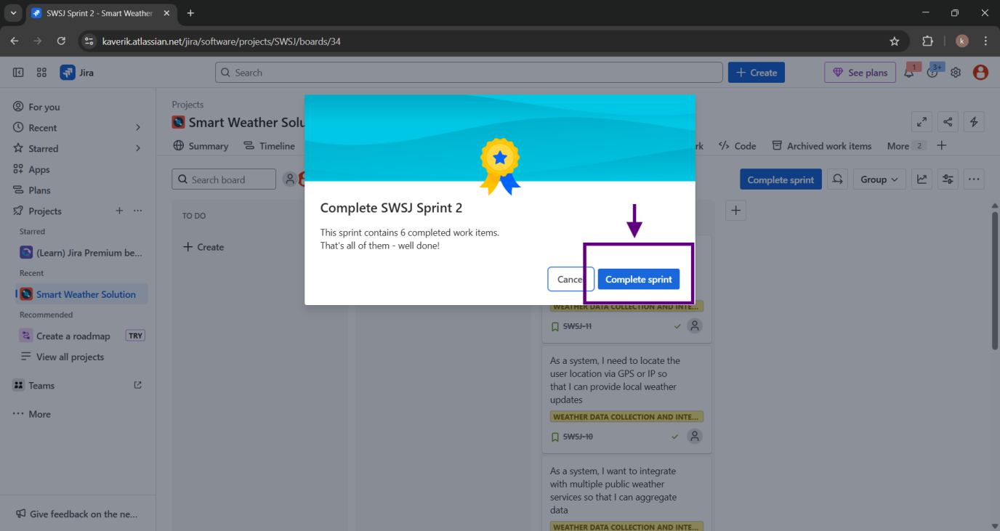 SWSJ Sprint 2 - Smart Weather
kaverik.atlassian.net/jira/software/projects/SWSJ/boards/34
k
Jira
Search
Create
See plans
1
3+
For you
Recent
Starred
Apps
Plans
Projects
Starred
(Learn) Jira Premium be...
Recent
Smart Weather Solution
Recommended
Create a roadmap TRY
View all projects
Teams
More
Give feedback on the ne...
Projects
Smart Weather Solu
Summary Timeline rk Code Archived work items More 2
Search board
Complete sprint Group
TO DO
Create
Complete SWSJ Sprint 2
This sprint contains 6 completed work items.
That's all of them - well done!
Cance Complete sprint
WEATHER DATA COLLECTION AND INTE...
SWSJ-11
As a system, I need to locate the
user location via GPS or IP so
that I can provide local weather
updates
WEATHER DATA COLLECTION AND INTE...
SWSJ-10
As a system, I want to integrate
with multiple public weather
services so that I can aggregate
data
WEATHER DATA COLLECTION AND INTE...